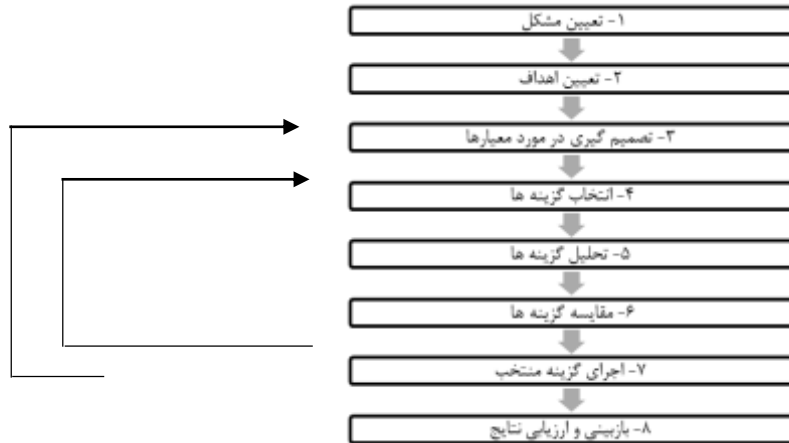 ۱- تعیین مشکل
۲- تعیین اهداف
۳- تصمیم گیری در مورد معیارها
۴- انتخاب گزینه ها
۵- تحلیل گزینه ها
۶- مقایسه گزینه ها
۷- اجرای گزینه منتخب
۸- بازبینی و ارزیابی نتایج